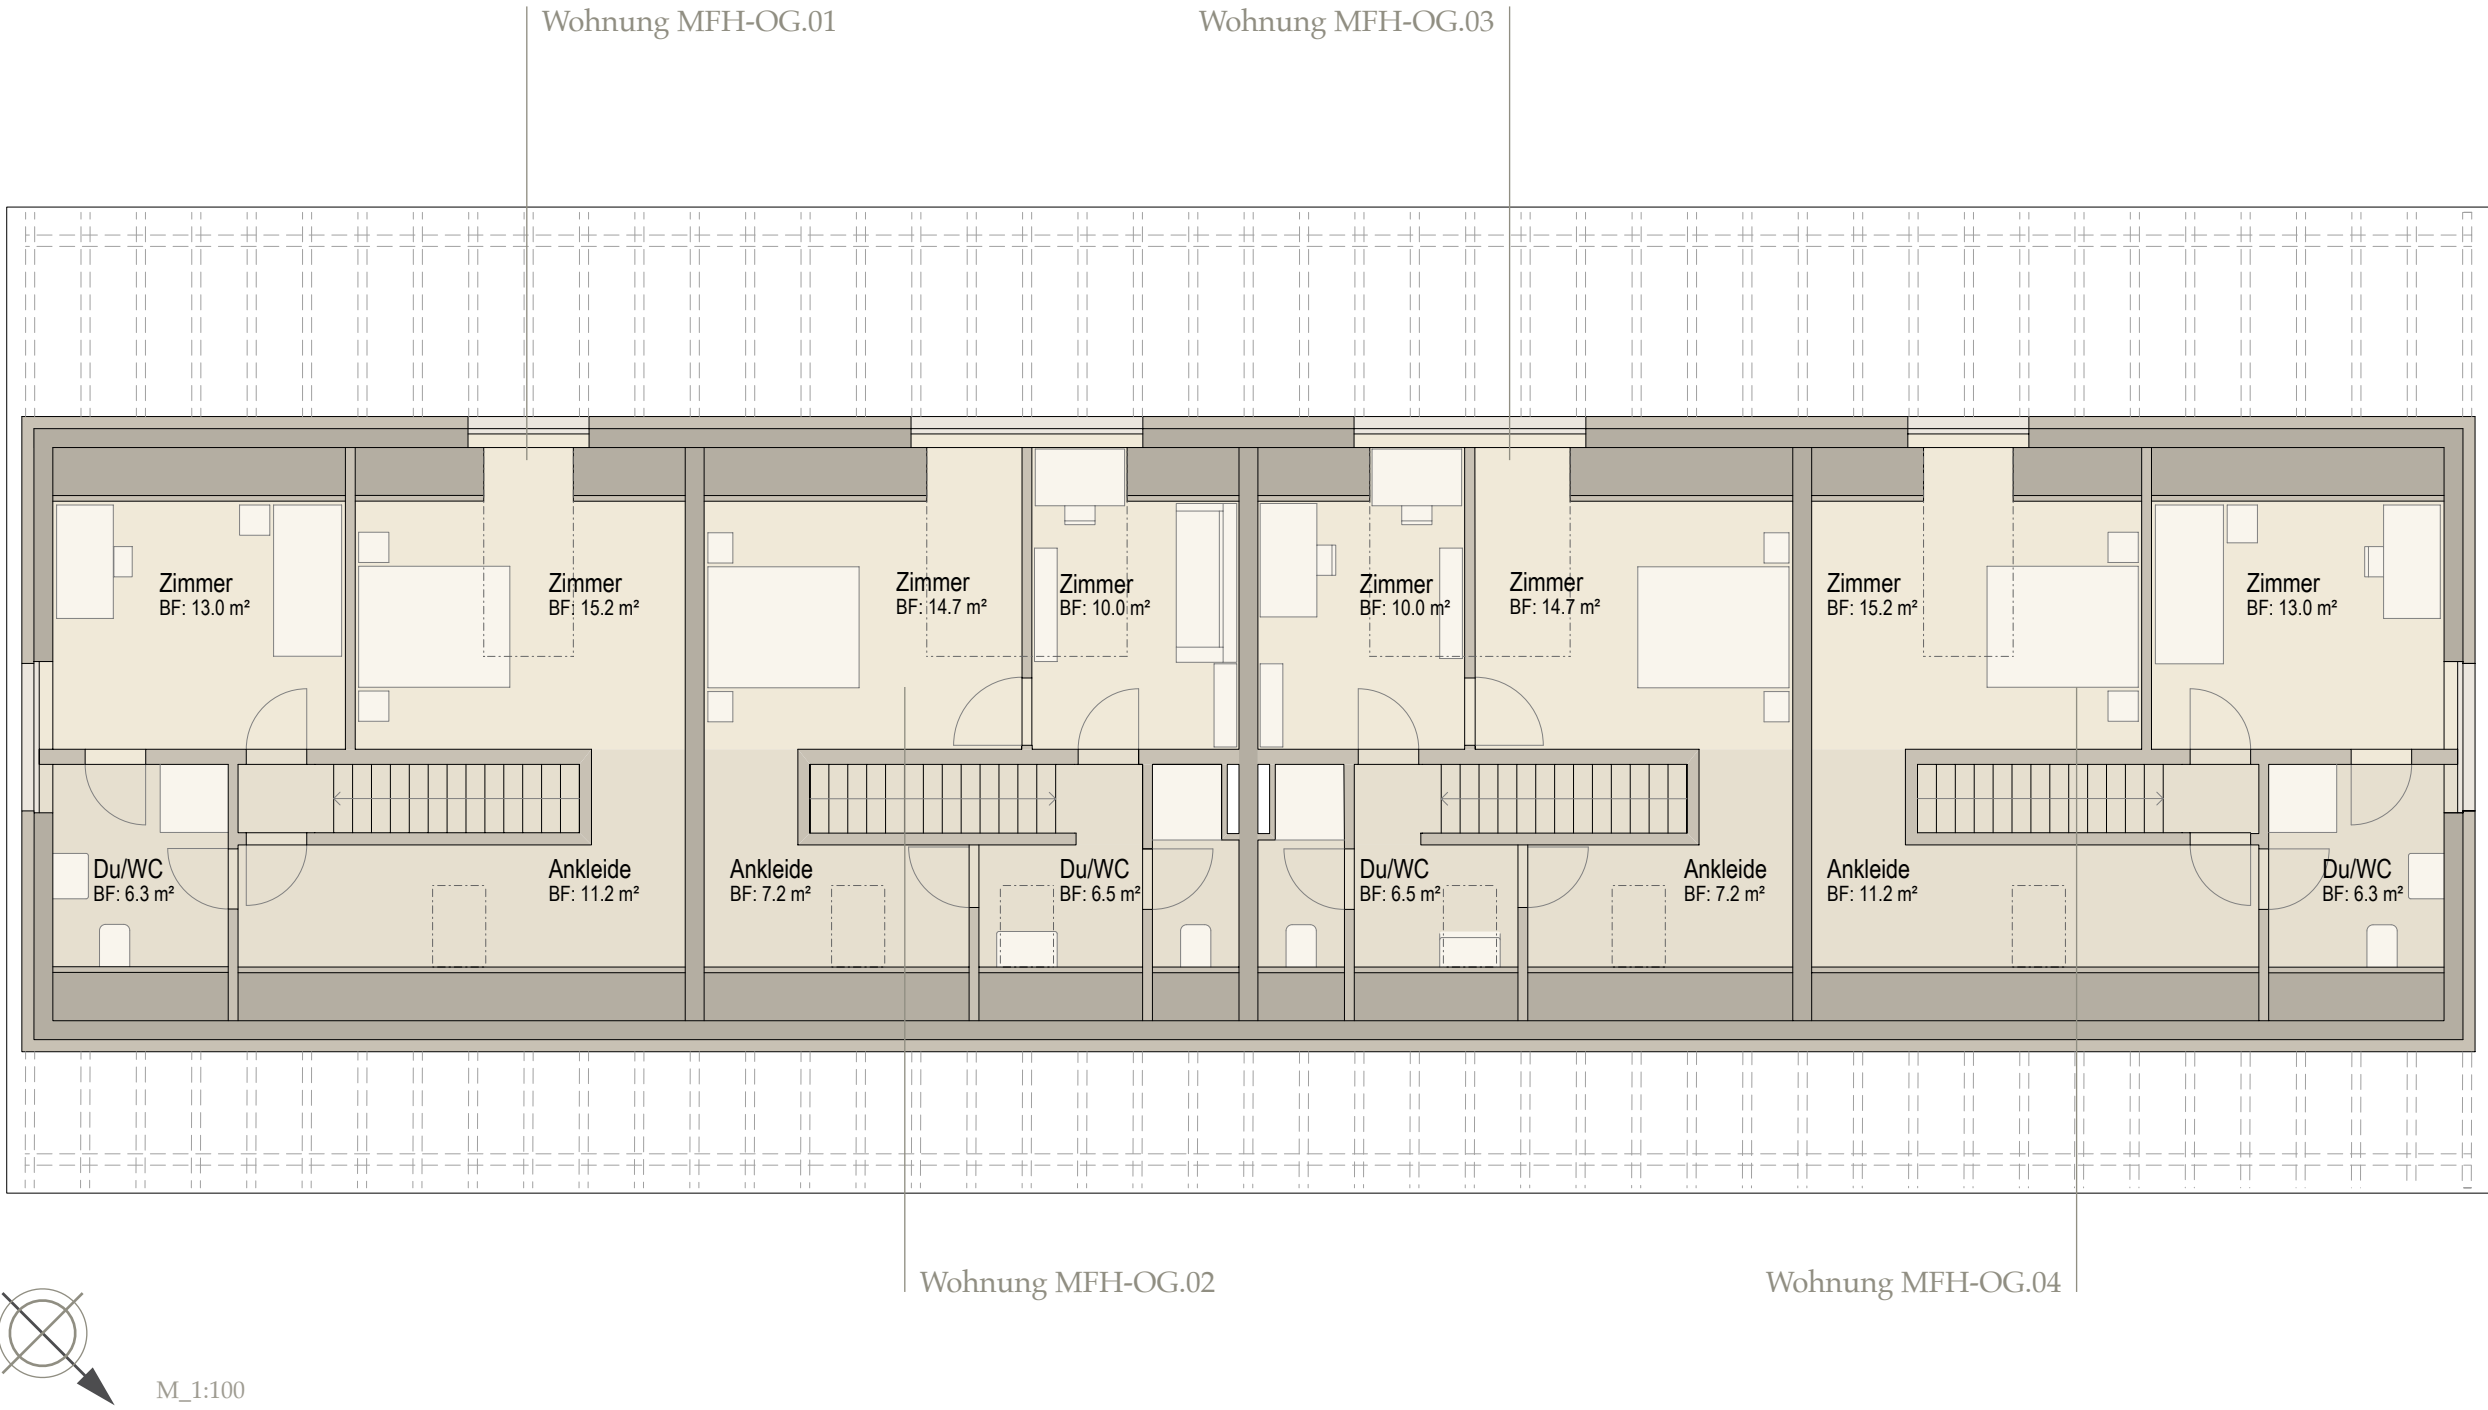 Wohnung MFH-OG.01
Wohnung MFH-OG.03
Zimmer
BF: 13.0 m²
Zimmer
BF: 15.2 m²
Zimmer
BF: 14.7 m²
Zimmer
BF: 10.0 m²
Zimmer
BF: 10.0 m²
Zimmer
BF: 14.7 m²
Zimmer
BF: 15.2 m²
Zimmer
BF: 13.0 m²
Du/WC
BF: 6.3 m²
Ankleide
BF: 11.2 m²
Ankleide
BF: 7.2 m²
Du/WC
BF: 6.5 m²
Du/WC
BF: 6.5 m²
Ankleide
BF: 7.2 m²
Ankleide
BF: 11.2 m²
Du/WC
BF: 6.3 m²
Wohnung MFH-OG.02
Wohnung MFH-OG.04
M_1:100